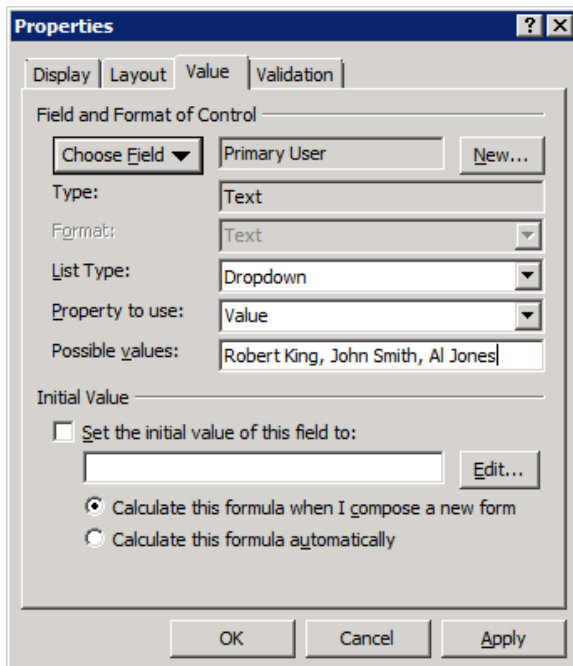 Properties
?
Display Layout Value Validation
Field and Format of Control
Choose Field Primary User New...
Type: Text
Format: Text
List Type: Dropdown
Property to use: Value
Possible values: Robert King, John Smith, Al Jones
Initial Value
Set the initial value of this field to:
Edit...
Calculate this formula when I compose a new form
Calculate this formula automatically
OK Cancel Apply